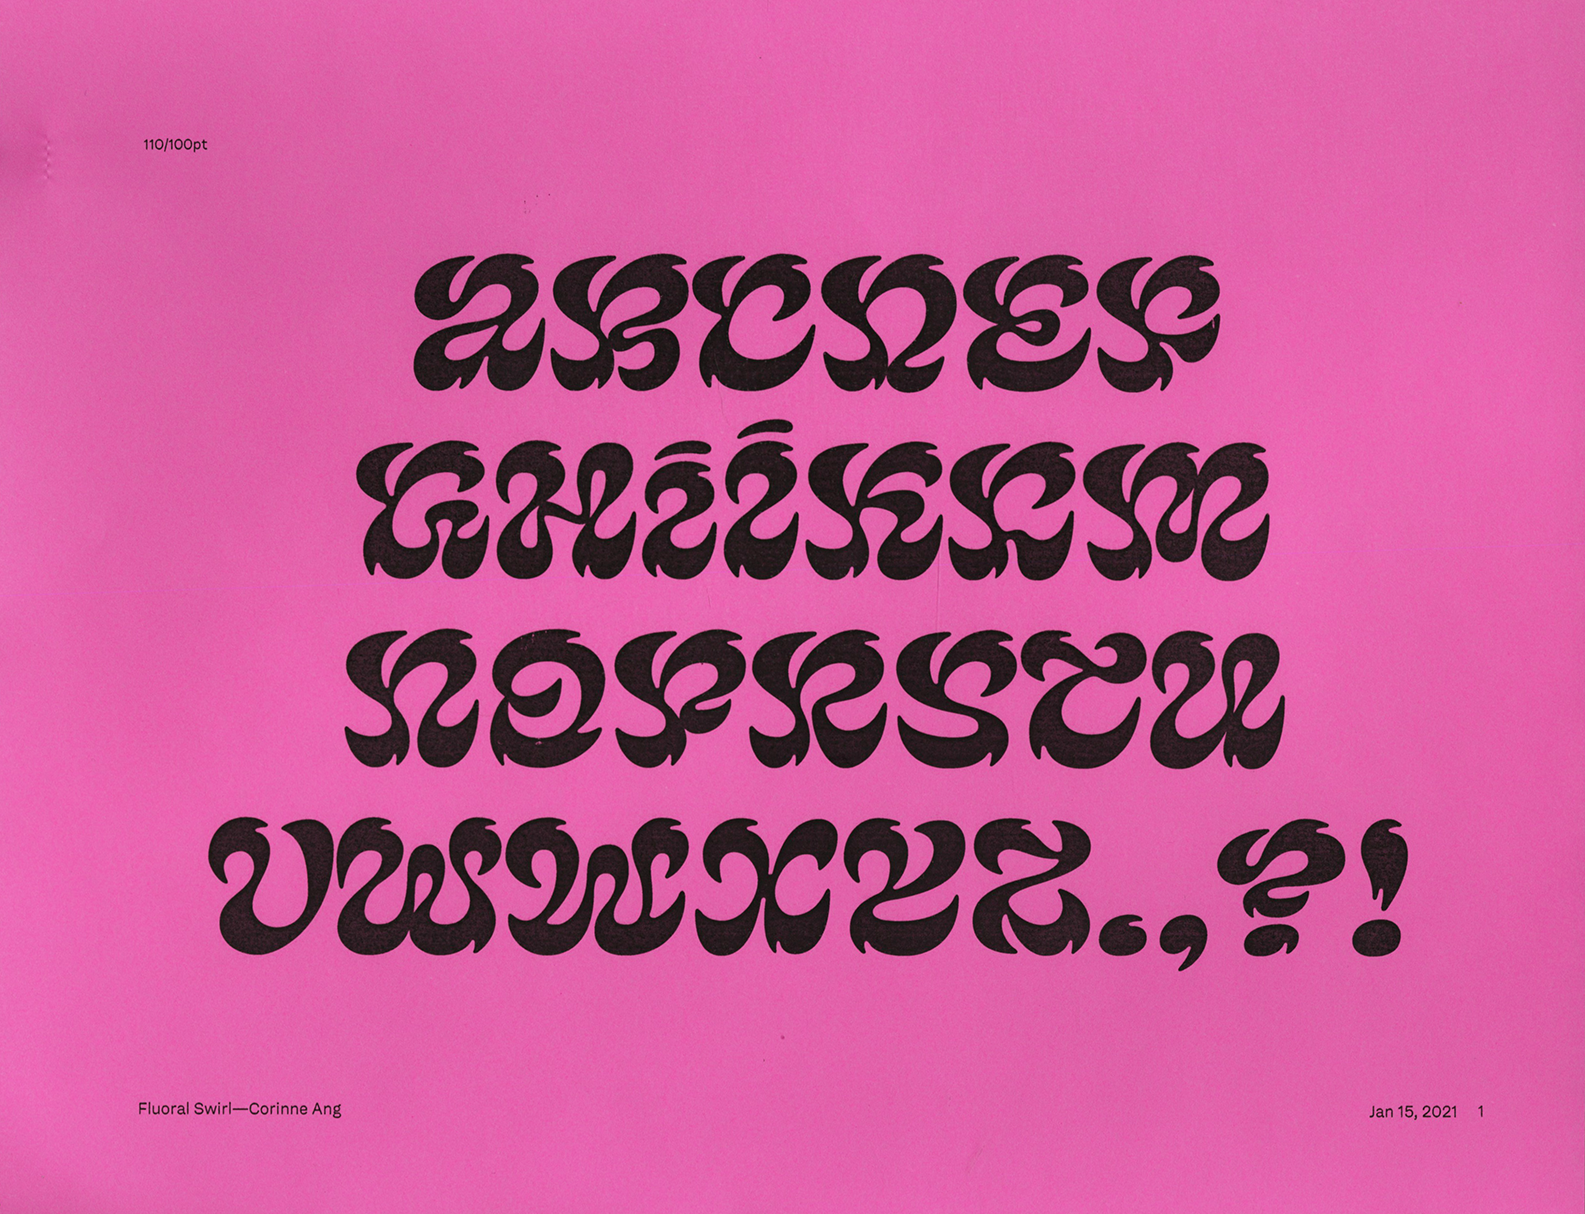 110/100pt
ABCDEF
GHIJKLM
NOPRSTU
VWWXYZ.,?!
Fluoral Swirl—Corinne Ang
Jan 15, 2021 1